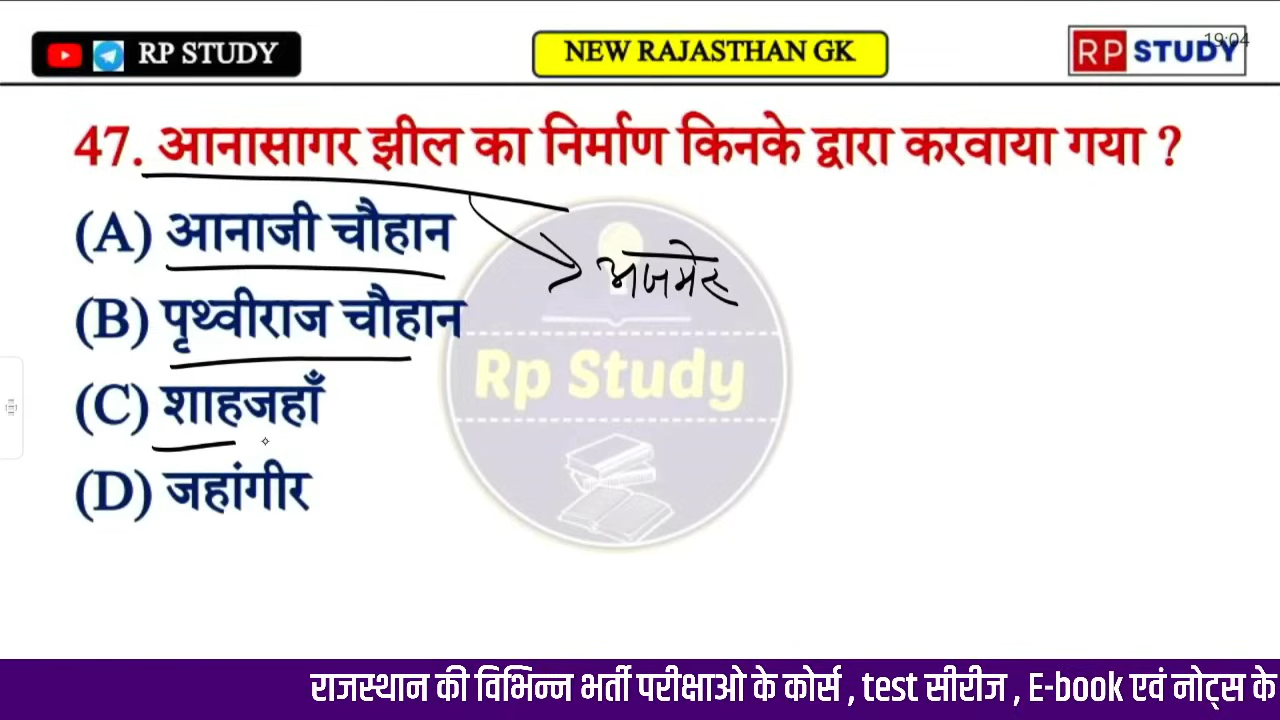 RP STUDY
NEW RAJASTHAN GK
RP STUDY
19:04
47. आनासागर झील का निर्माण किनके द्वारा करवाया गया ?
(A) आनाजी चौहान
अजमेर
(B) पृथ्वीराज चौहान
Rp Study
(C) शाहजहाँ
(D) जहांगीर
राजस्थान की विभिन्न भर्ती परीक्षाओ के कोर्स , test सीरीज , E-book एवं नोट्स के